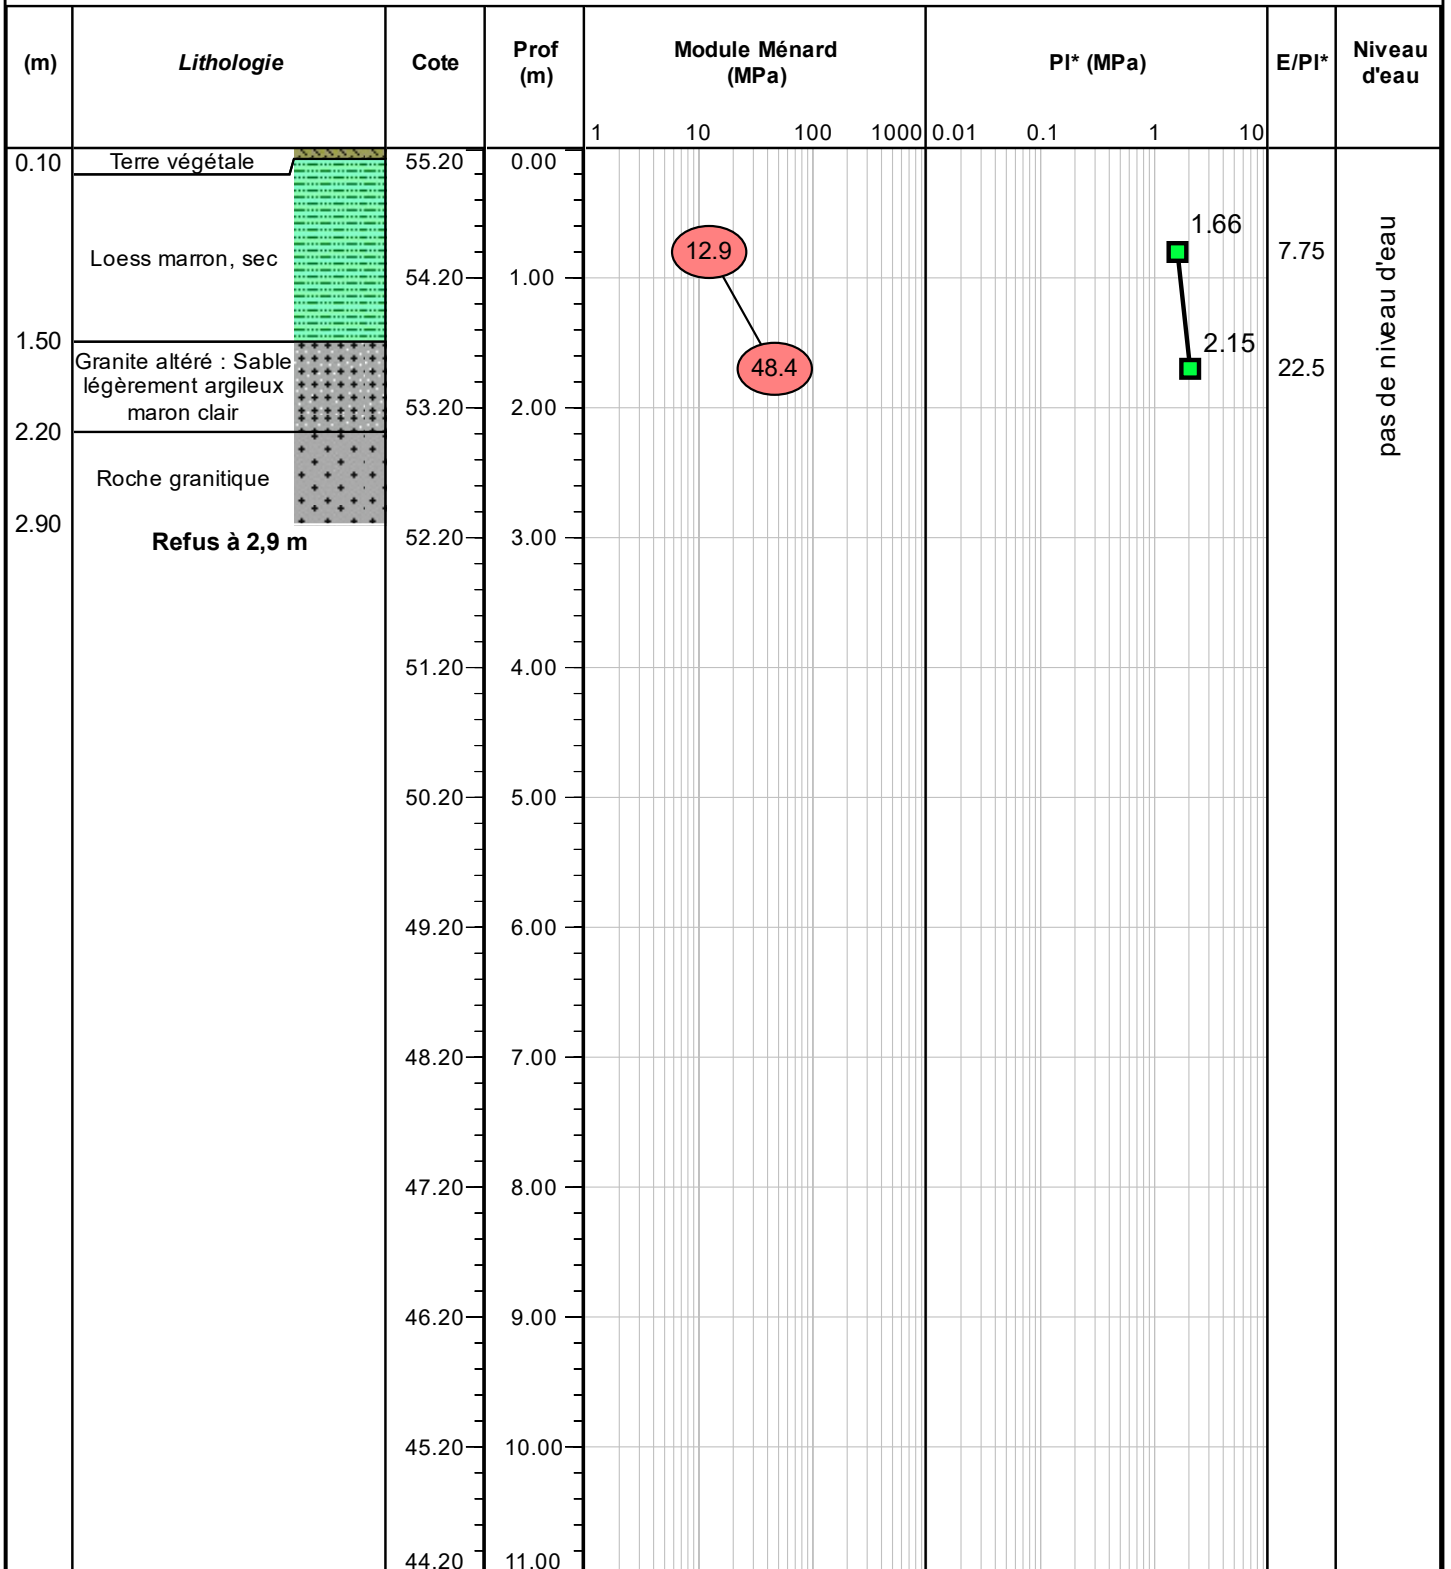 (m)
Lithologie
Cote
Prof
(m)
Module Ménard
(MPa)
PI* (MPa)
E/PI*
Niveau
d'eau
1 10 100 1000 0.01 0.1 1 10
0.10 Terre végétale 55.20 0.00
1.66
Loess marron, sec
12.9
7.75
54.20 1.00
1.50
2.15
Granite altéré : Sable
légèrement argileux
maron clair
48.4
22.5
53.20 2.00
2.20
Roche granitique
2.90
Refus à 2,9 m
52.20 3.00
pas de niveau d'eau
51.20 4.00
50.20 5.00
49.20 6.00
48.20 7.00
47.20 8.00
46.20 9.00
45.20 10.00
44.20 11.00